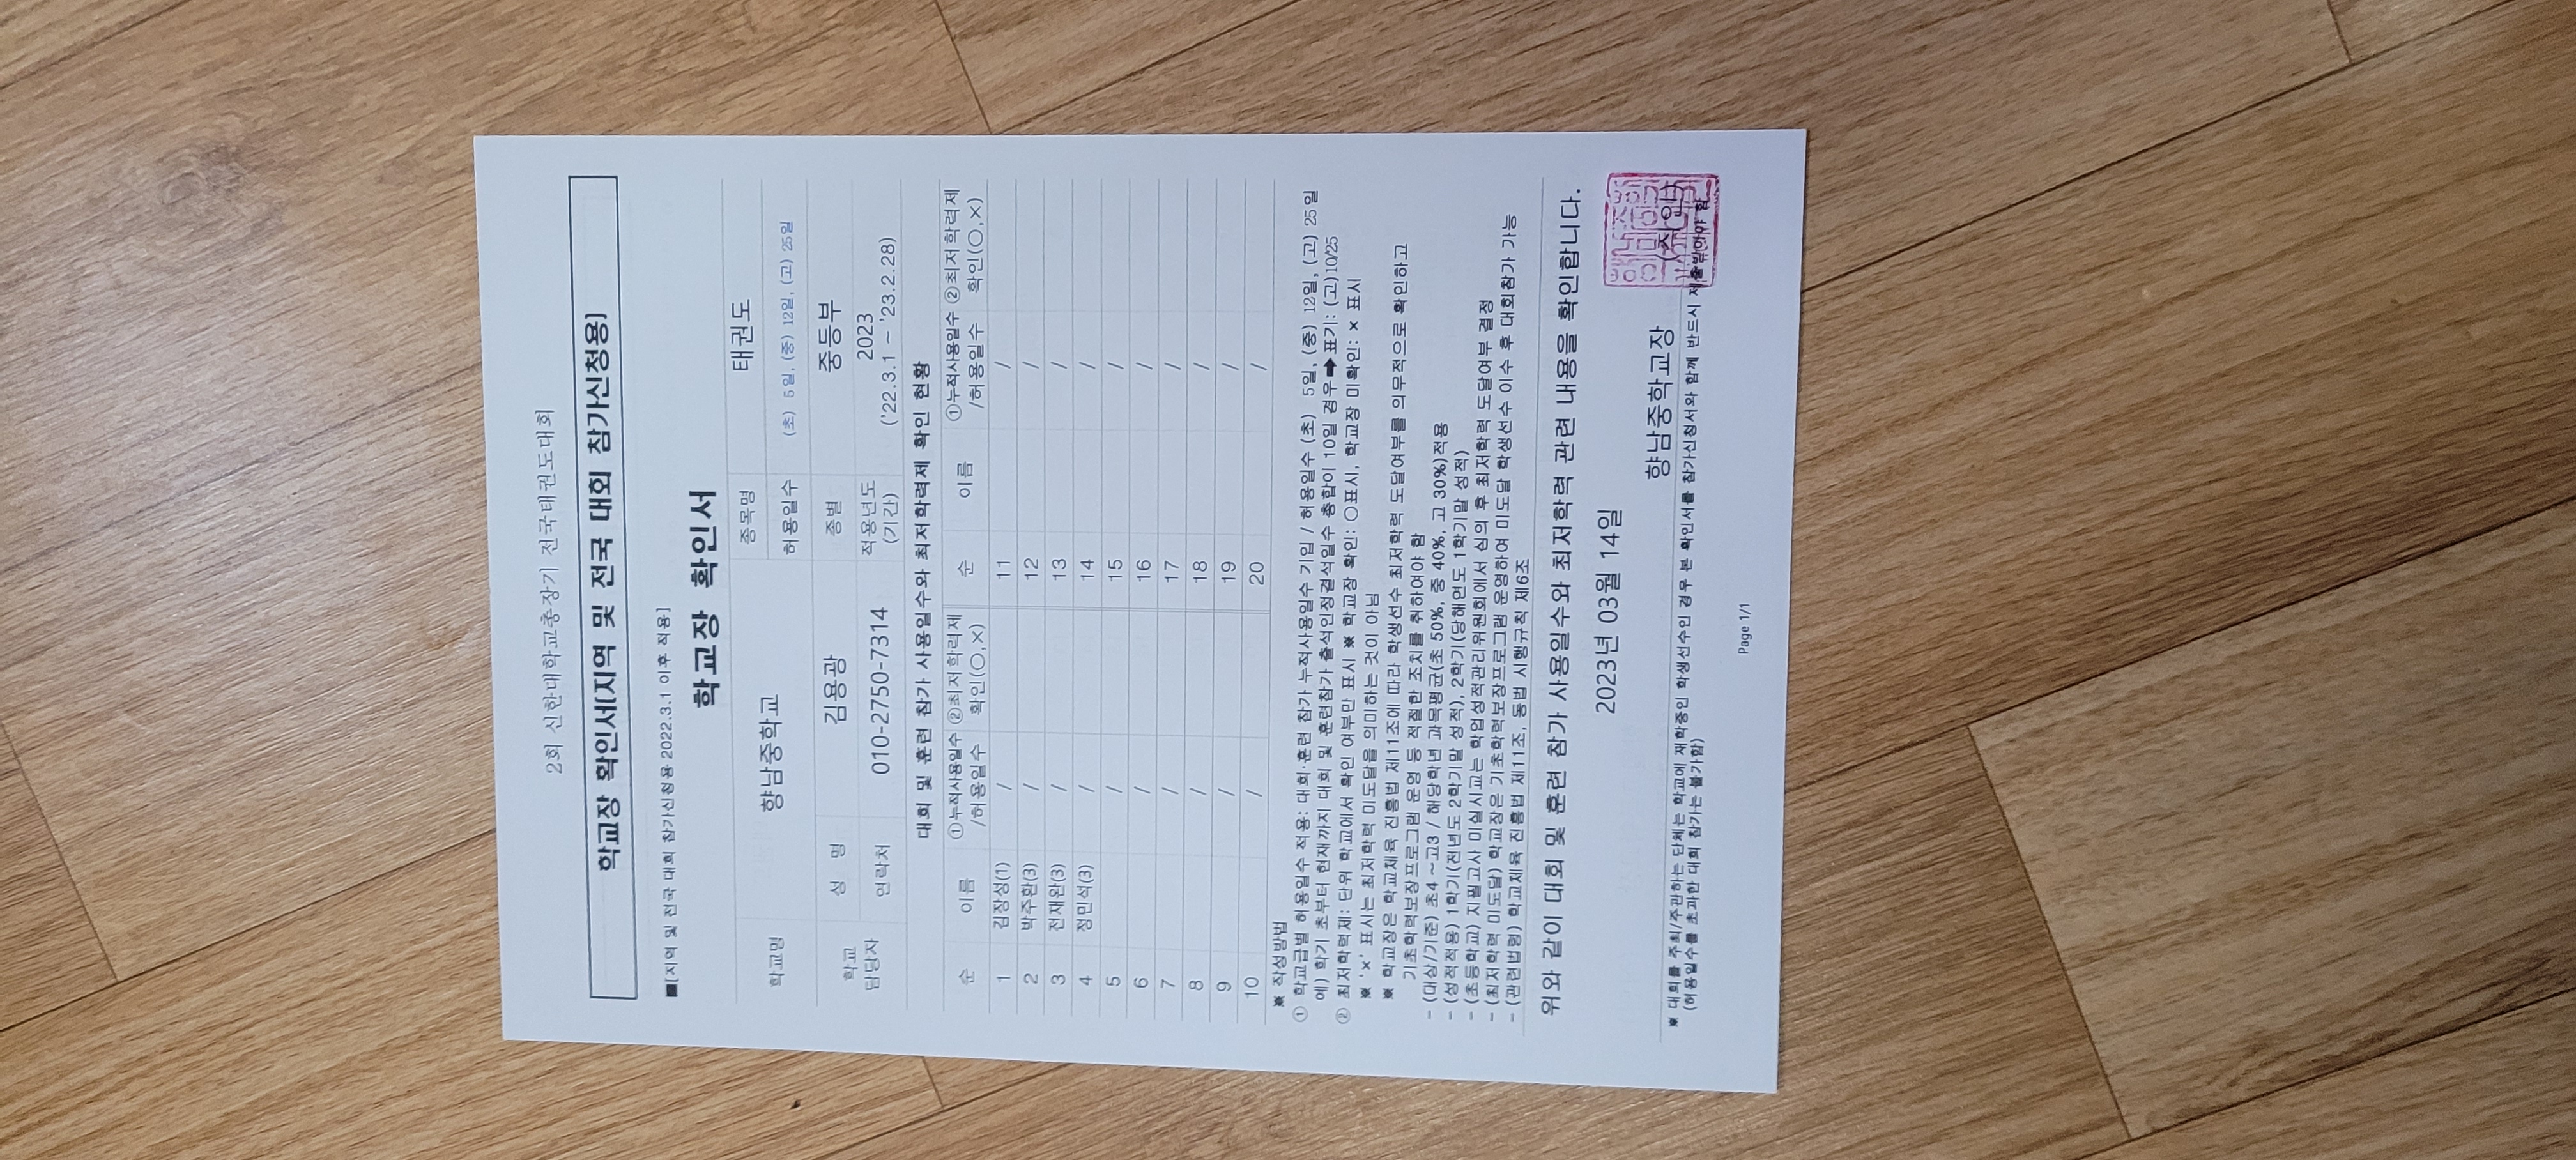 2회 신한대학교총장기 전국태권도대회
학교장 확인서[지역 및 전국 대회 참가신청용]
■[지역 및 전국 대회 참가신청용 2022.3.1 이후 적용]
학교장 확인서
학교명 향남중학교 종목명 태권도
허용일수 (초) 5일, (중) 12일, (고) 25일
학교 담당자 성 명 김용광 종별 중등부
연락처 010-2750-7314 적용년도 (기간) 2023 ('22.3.1 ~ '23.2.28)
대회 및 훈련 참가 사용일수와 최저학력제 확인 현황
순 이름 ①누적사용일수 /허용일수 ②최저학력제 확인(○,×) 순 이름 ①누적사용일수 /허용일수 ②최저학력제 확인(○,×)
1 김장성(1) / 11 /
2 박주환(3) / 12 /
3 전재완(3) / 13 /
4 정민석(3) / 14 /
5 / 15 /
6 / 16 /
7 / 17 /
8 / 18 /
9 / 19 /
10 / 20 /
※ 작성방법
① 학교급별 허용일수 적용: 대회·훈련 참가 누적사용일수 기입 / 허용일수 (초) 5일, (중) 12일, (고) 25일
예) 학기 초부터 현재까지 대회 및 훈련참가 출석인정결석일수 총합이 10일 경우➡표기: (고)10/25
② 최저학력제: 단위 학교에서 확인 여부만 표시 ※ 학교장 확인: ○표시, 학교장 미확인: × 표시
※ '×' 표시는 최저학력 미도달을 의미하는 것이 아님
※ 학교장은 학교체육 진흥법 제11조에 따라 학생선수 최저학력 도달여부를 의무적으로 확인하고
기초학력보장프로그램 운영 등 적절한 조치를 취하여야 함
- (대상/기준) 초4 ~고3 / 해당학년 과목평균(초 50%, 중 40%, 고 30%)적용
- (성적적용) 1학기(전년도 2학기말 성적), 2학기(당해연도 1학기말 성적)
- (초등학교) 지필고사 미실시교는 학업성적관리위원회에서 심의 후 최저학력 도달여부 결정
- (최저학력 미도달) 학교장은 기초학력보장프로그램 운영하여 미도달 학생선수 이수 후 대회참가 가능
- (관련법령) 학교체육 진흥법 제11조, 동법 시행규칙 제6조
위와 같이 대회 및 훈련 참가 사용일수와 최저학력 관련 내용을 확인합니다.
2023년 03월 14일
향남중학교장 (직인)
※ 대회를 주최/주관하는 단체는 학교에 재학중인 학생선수인 경우 본 확인서를 참가신청서와 함께 반드시 제출받아야 함
(허용일수를 초과한 대회 참가는 불가함)
Page 1/1